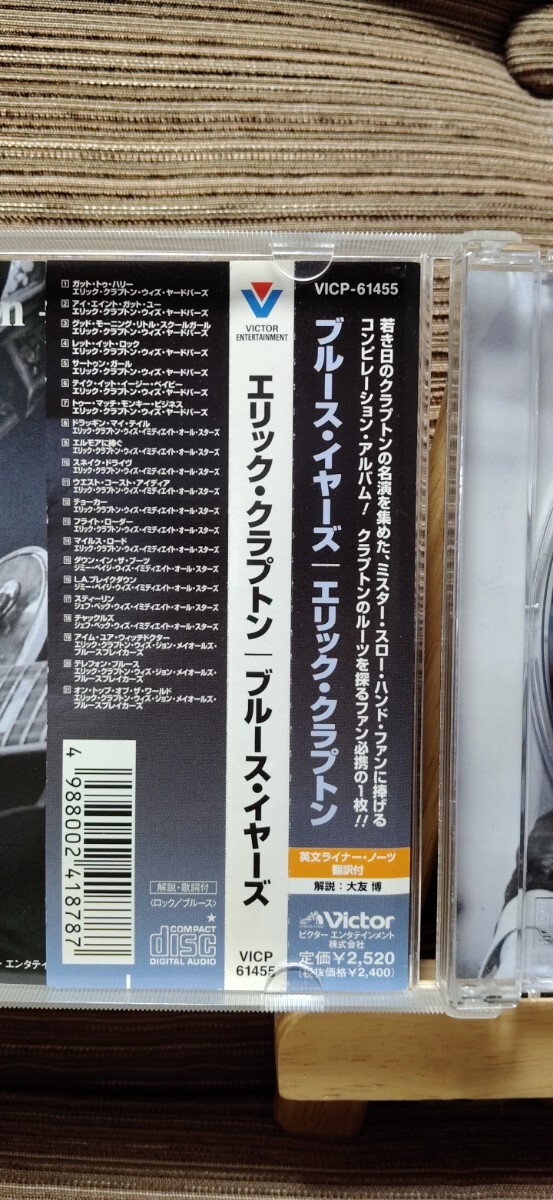 n
1 ガット・トゥ・ハリー
エリック・クラプトン・ウィズ・ヤードバーズ
2 アイ・エイント・ガット・ユー
エリック・クラプトン・ウィズ・ヤードバーズ
3 グッド・モーニング・リトル・スクールガール
エリック・クラプトン・ウィズ・ヤードバーズ
4 レット・イット・ロック
エリック・クラプトン・ウィズ・ヤードバーズ
5 サートゥン・ガール
エリック・クラプトン・ウィズ・ヤードバーズ
6 テイク・イット・イージー・ベイビー
エリック・クラプトン・ウィズ・ヤードバーズ
7 トゥー・マッチ・モンキー・ビジネス
エリック・クラプトン・ウィズ・ヤードバーズ
8 ドラッギン・マイ・テイル
エリック・クラプトン・ウィズ・イミディエイト・オール・スターズ
9 エルモアに捧ぐ
エリック・クラプトン・ウィズ・イミディエイト・オール・スターズ
10 スネイク・ドライヴ
エリック・クラプトン・ウィズ・イミディエイト・オール・スターズ
11 ウエスト・コースト・アイディア
エリック・クラプトン・ウィズ・イミディエイト・オール・スターズ
12 チョーカー
エリック・クラプトン・ウィズ・イミディエイト・オール・スターズ
13 フライト・ローダー
エリック・クラプトン・ウィズ・イミディエイト・オール・スターズ
14 マイルス・ロード
エリック・クラプトン・ウィズ・イミディエイト・オール・スターズ
15 ダウン・イン・ザ・ブーツ
ジミー・ペイジ・ウィズ・イミディエイト・オール・スターズ
16 L.A.ブレイクダウン
ジミー・ペイジ・ウィズ・イミディエイト・オール・スターズ
17 スティーリン
ジェフ・ベック・ウィズ・イミディエイト・オール・スターズ
18 チャックルズ
ジェフ・ベック・ウィズ・イミディエイト・オール・スターズ
19 アイム・ユア・ウィッチドクター
エリック・クラプトン・ウィズ・ジョン・メイオールズ・
ブルースブレイカーズ
20 テレフォン・ブルース
エリック・クラプトン・ウィズ・ジョン・メイオールズ・
ブルースブレイカーズ
21 オン・トップ・オブ・ザ・ワールド
エリック・クラプトン・ウィズ・ジョン・メイオールズ・
ブルースブレイカーズ
4 988002 418787
解説・歌詞付
〈ロック/ブルース〉
★
COMPACT
disc
DIGITAL AUDIO
VICTOR
ENTERTAINMENT
エリック・クラプトン｜ブルース・イヤーズ
VICP
61455
VICP-61455
若き日のクラプトンの名演を集めた、ミスター・スロー・ハンド・ファンに捧げる
コンピレーション・アルバム! クラプトンのルーツを探るファン必携の1枚!!
ブルース・イヤーズ｜エリック・クラプトン
英文ライナー・ノーツ
翻訳付
解説：大友 博
Victor
ビクター エンタテインメント
株式会社
定価￥2,520
(税抜価格￥2,400)
・エンタテイ